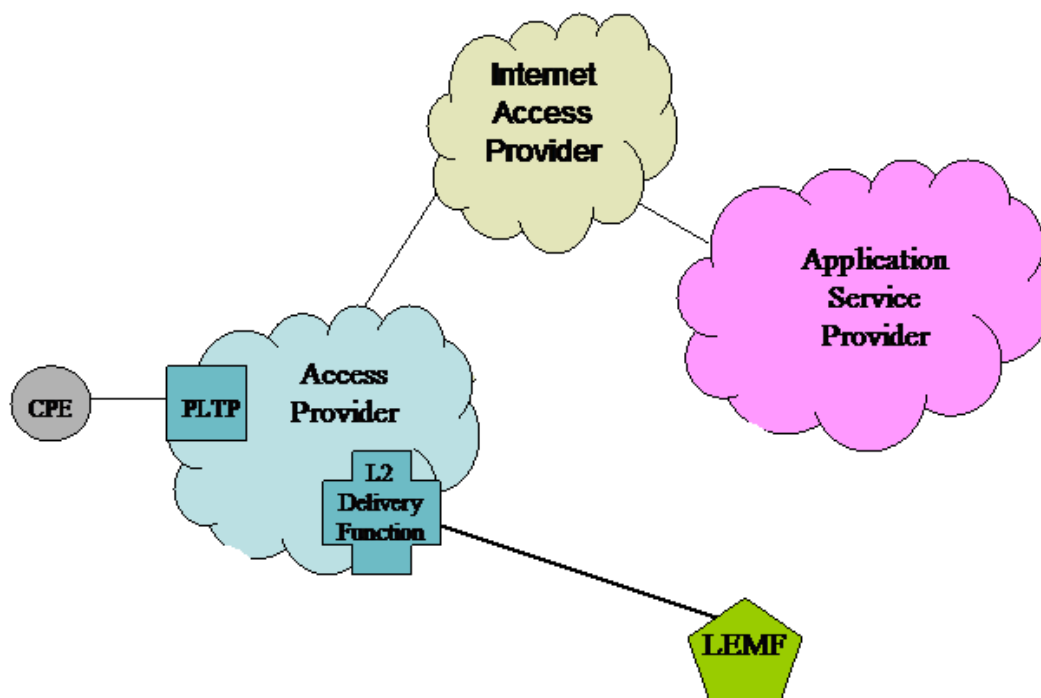 Internet
Access
Provider
Application
Service
Provider
Access
Provider
CPE
PLTP
L2
Delivery
Function
LEMF